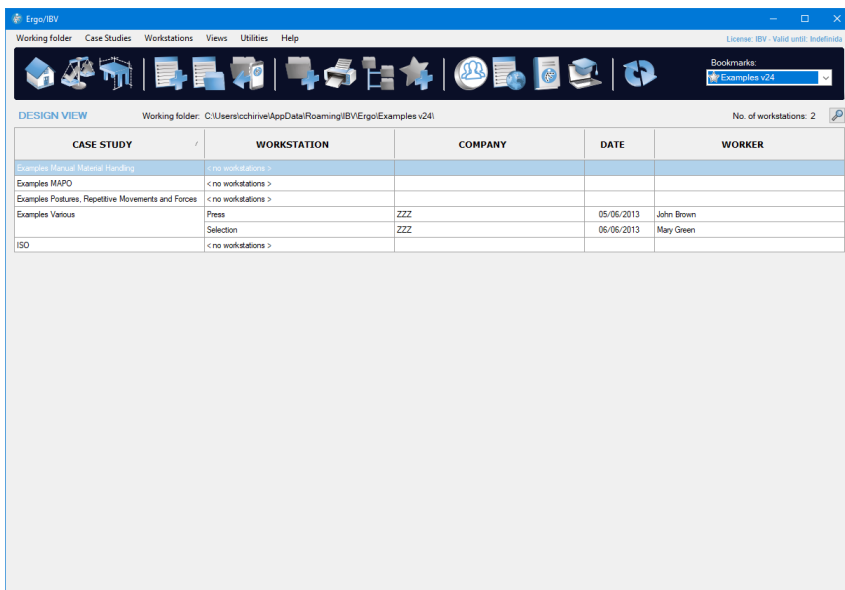 Ergo/IBV
Working folder Case Studies Workstations Views Utilities Help
License: IBV - Valid until: Indefinida
Bookmarks:
Examples v24
DESIGN VIEW Working folder: C:\Users\cchirive\AppData\Roaming\IBV\Ergo\Examples v24\ No. of workstations: 2
CASE STUDY / WORKSTATION COMPANY DATE WORKER
Examples Manual Material Handling < no workstations >
Examples MAPO < no workstations >
Examples Postures, Repetitive Movements and Forces < no workstations >
Examples Various Press ZZZ 05/06/2013 John Brown
Selection ZZZ 06/06/2013 Mary Green
ISO < no workstations >